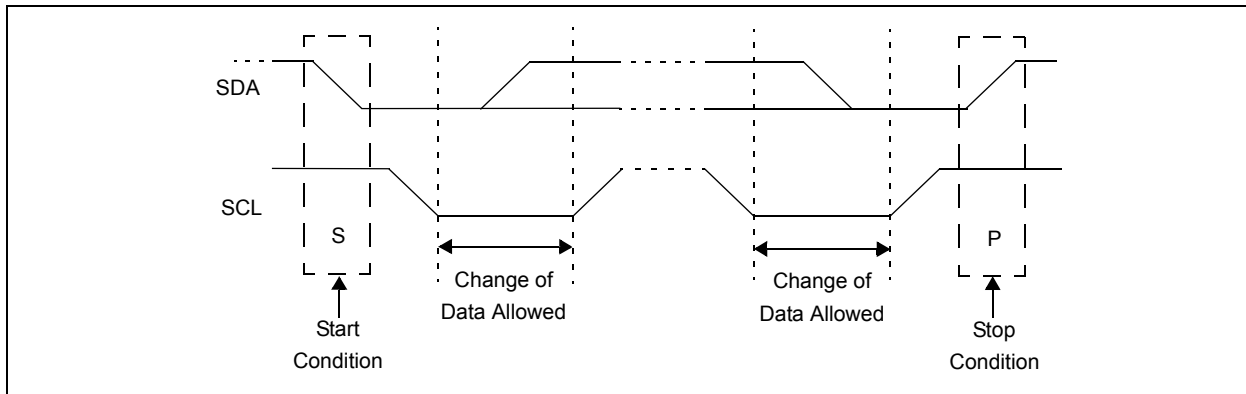 SDA
SCL
S
P
Change of
Data Allowed
Change of
Data Allowed
Start
Condition
Stop
Condition